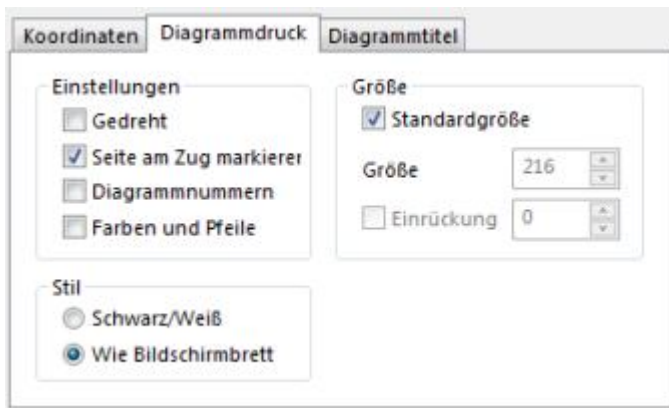 Koordinaten Diagrammdruck Diagrammtitel
Einstellungen
Gedreht
Seite am Zug markierer
Diagrammnummern
Farben und Pfeile
Größe
Standardgröße
Größe 216
Einrückung 0
Stil
Schwarz/Weiß
Wie Bildschirmbrett